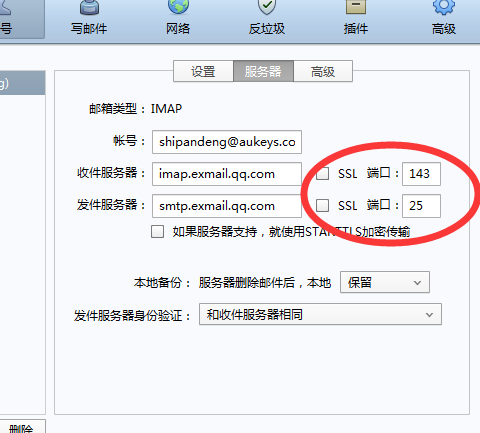 号 写邮件 网络 反垃圾 插件 高级
g)
设置 服务器 高级
邮箱类型：IMAP
帐号： shipandeng@aukeys.co
收件服务器： imap.exmail.qq.com SSL 端口： 143
发件服务器： smtp.exmail.qq.com SSL 端口： 25
如果服务器支持，就使用STARTTLS加密传输
本地备份： 服务器删除邮件后，本地 保留
发件服务器身份验证： 和收件服务器相同
删除